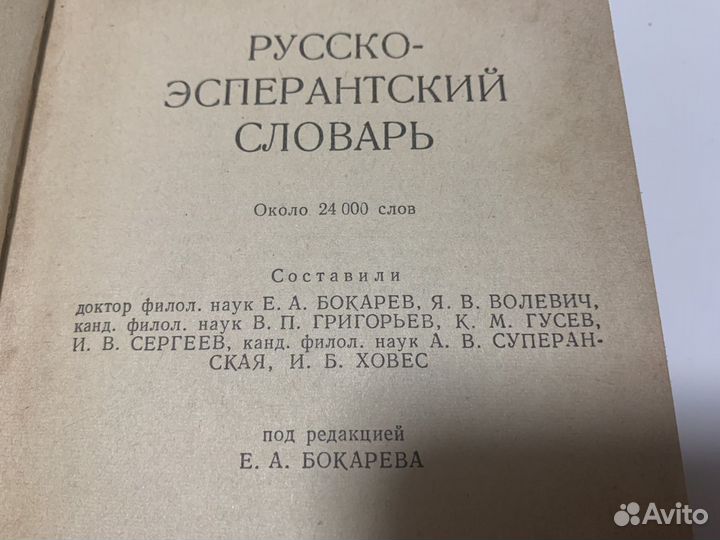 РУССКО-
ЭСПЕРАНТСКИЙ
СЛОВАРЬ
Около 24 000 слов
Составили
доктор филол. наук Е. А. БОКАРЕВ, Я. В. ВОЛЕВИЧ,
канд. филол. наук В. П. ГРИГОРЬЕВ, К. М. ГУСЕВ,
И. В. СЕРГЕЕВ, канд. филол. наук А. В. СУПЕРАН-
СКАЯ, И. Б. ХОВЕС
под редакцией
Е. А. БОКАРЕВА
Avito